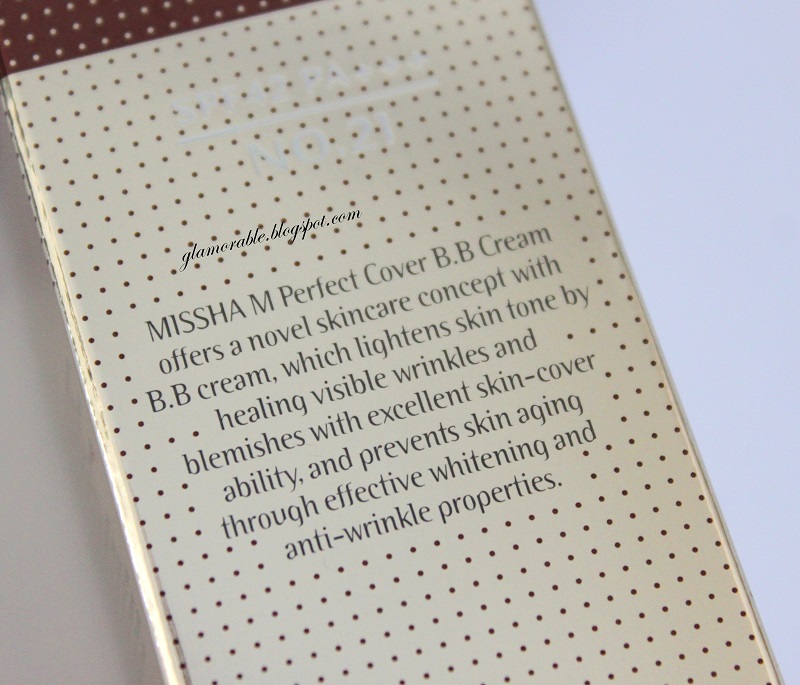 SPF42 PA+++
NO.21
glamorable.blogspot.com
MISSHA M Perfect Cover B.B Cream
offers a novel skincare concept with
B.B cream, which lightens skin tone by
healing visible wrinkles and
blemishes with excellent skin-cover
ability, and prevents skin aging
through effective whitening and
anti-wrinkle properties.